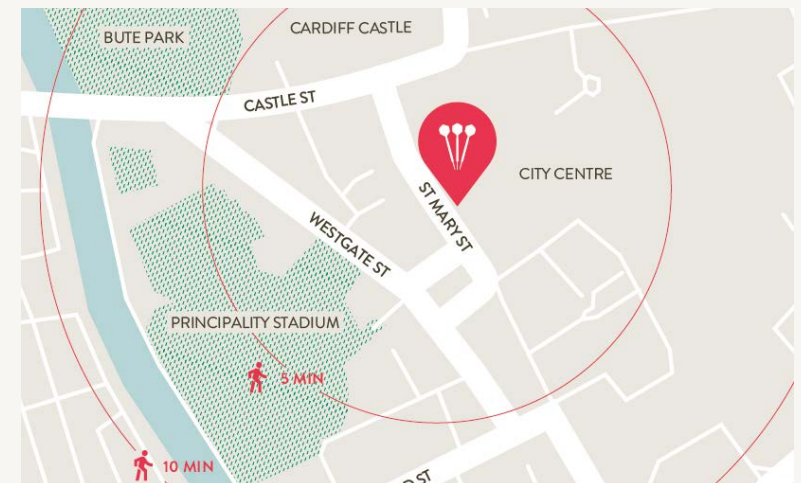 BUTE PARK
CARDIFF CASTLE
CASTLE ST
CITY CENTRE
ST MARY ST
WESTGATE ST
PRINCIPALITY STADIUM
5 MIN
10 MIN
ST